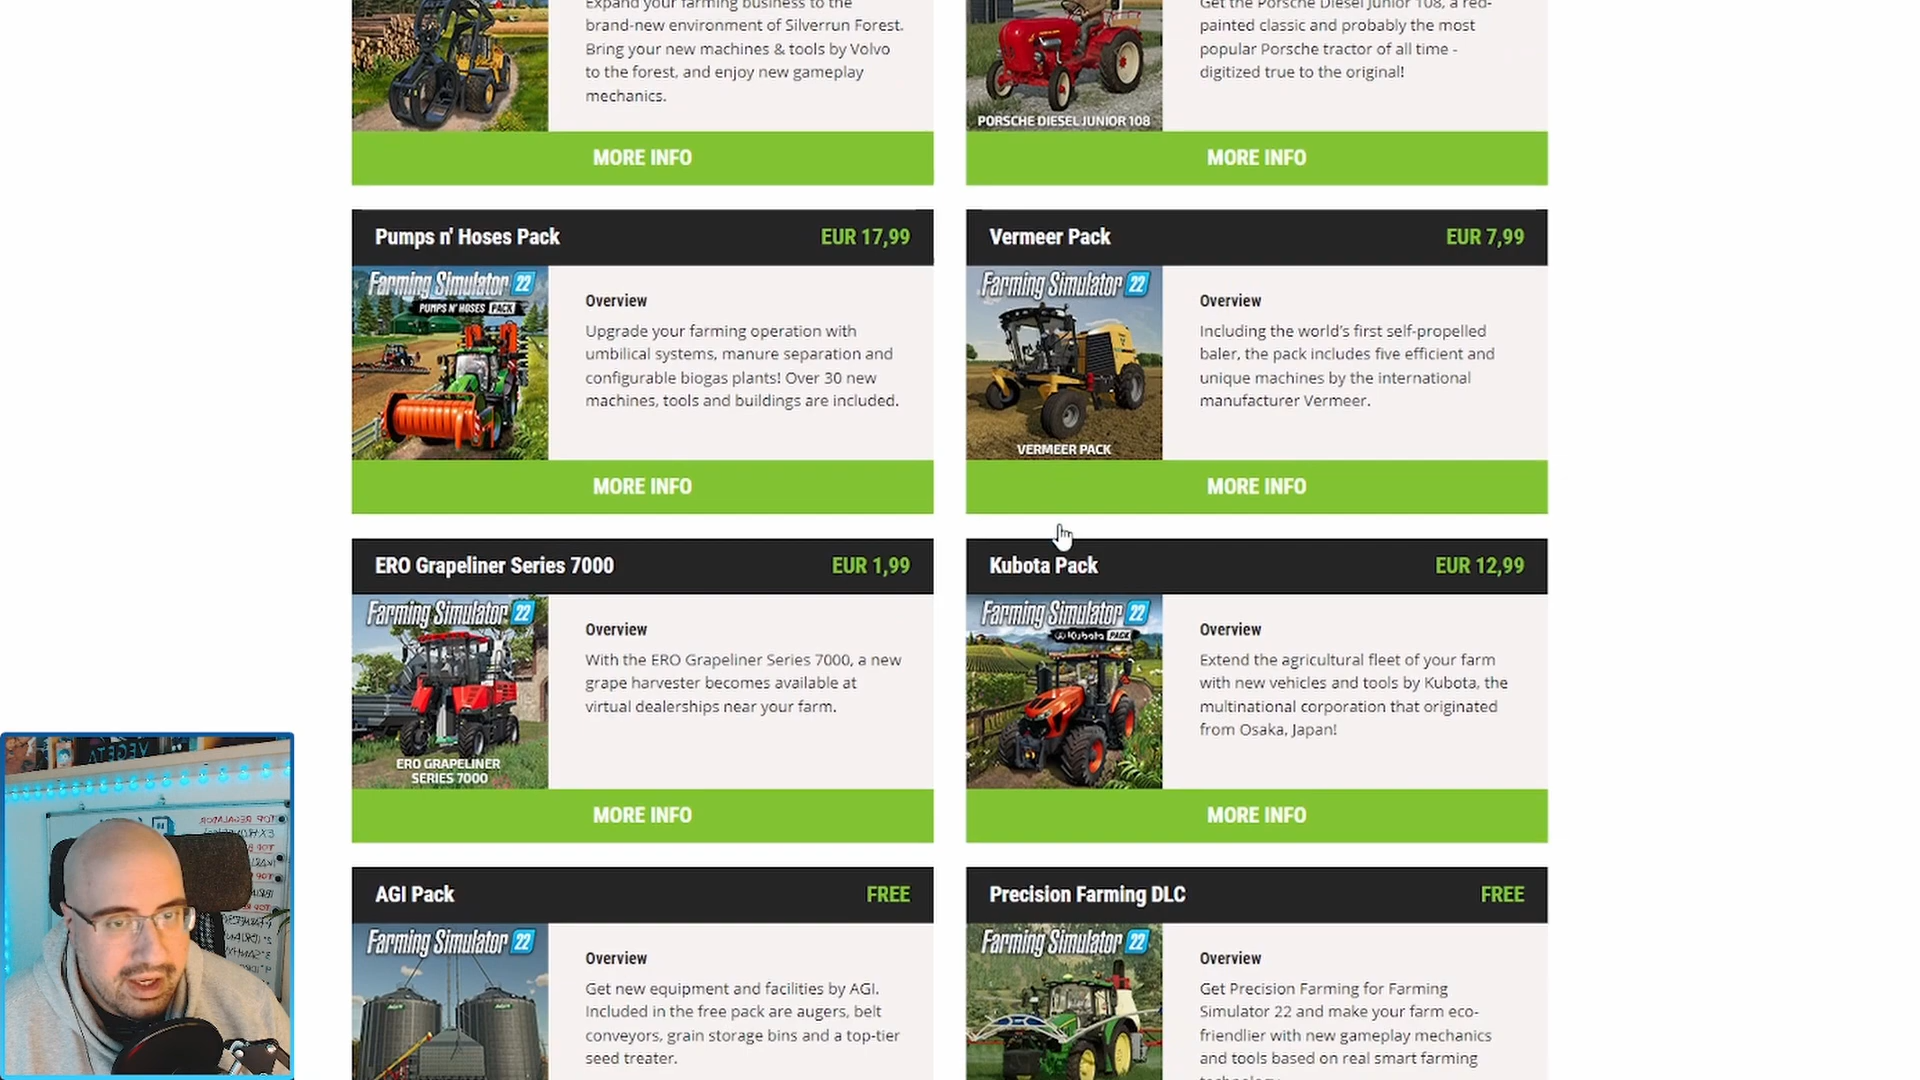 Expand your farming business to the
brand-new environment of Silverrun Forest.
Bring your new machines & tools by Volvo
to the forest, and enjoy new gameplay
mechanics.
MORE INFO
Get the Porsche Diesel Junior 108, a red-
painted classic and probably the most
popular Porsche tractor of all time -
digitized true to the original!
PORSCHE DIESEL JUNIOR 108
MORE INFO
Pumps n' Hoses Pack EUR 17,99
Farming Simulator 22
PUMPS N' HOSES PACK
Overview
Upgrade your farming operation with
umbilical systems, manure separation and
configurable biogas plants! Over 30 new
machines, tools and buildings are included.
MORE INFO
Vermeer Pack EUR 7,99
Farming Simulator 22
VERMEER PACK
Overview
Including the world's first self-propelled
baler, the pack includes five efficient and
unique machines by the international
manufacturer Vermeer.
MORE INFO
ERO Grapeliner Series 7000 EUR 1,99
Farming Simulator 22
ERO GRAPELINER
SERIES 7000
Overview
With the ERO Grapeliner Series 7000, a new
grape harvester becomes available at
virtual dealerships near your farm.
MORE INFO
Kubota Pack EUR 12,99
Farming Simulator 22
Kubota PACK
Overview
Extend the agricultural fleet of your farm
with new vehicles and tools by Kubota, the
multinational corporation that originated
from Osaka, Japan!
MORE INFO
AGI Pack FREE
Farming Simulator 22
Overview
Get new equipment and facilities by AGI.
Included in the free pack are augers, belt
conveyors, grain storage bins and a top-tier
seed treater.
Precision Farming DLC FREE
Farming Simulator 22
Overview
Get Precision Farming for Farming
Simulator 22 and make your farm eco-
friendlier with new gameplay mechanics
and tools based on real smart farming
VEGETA